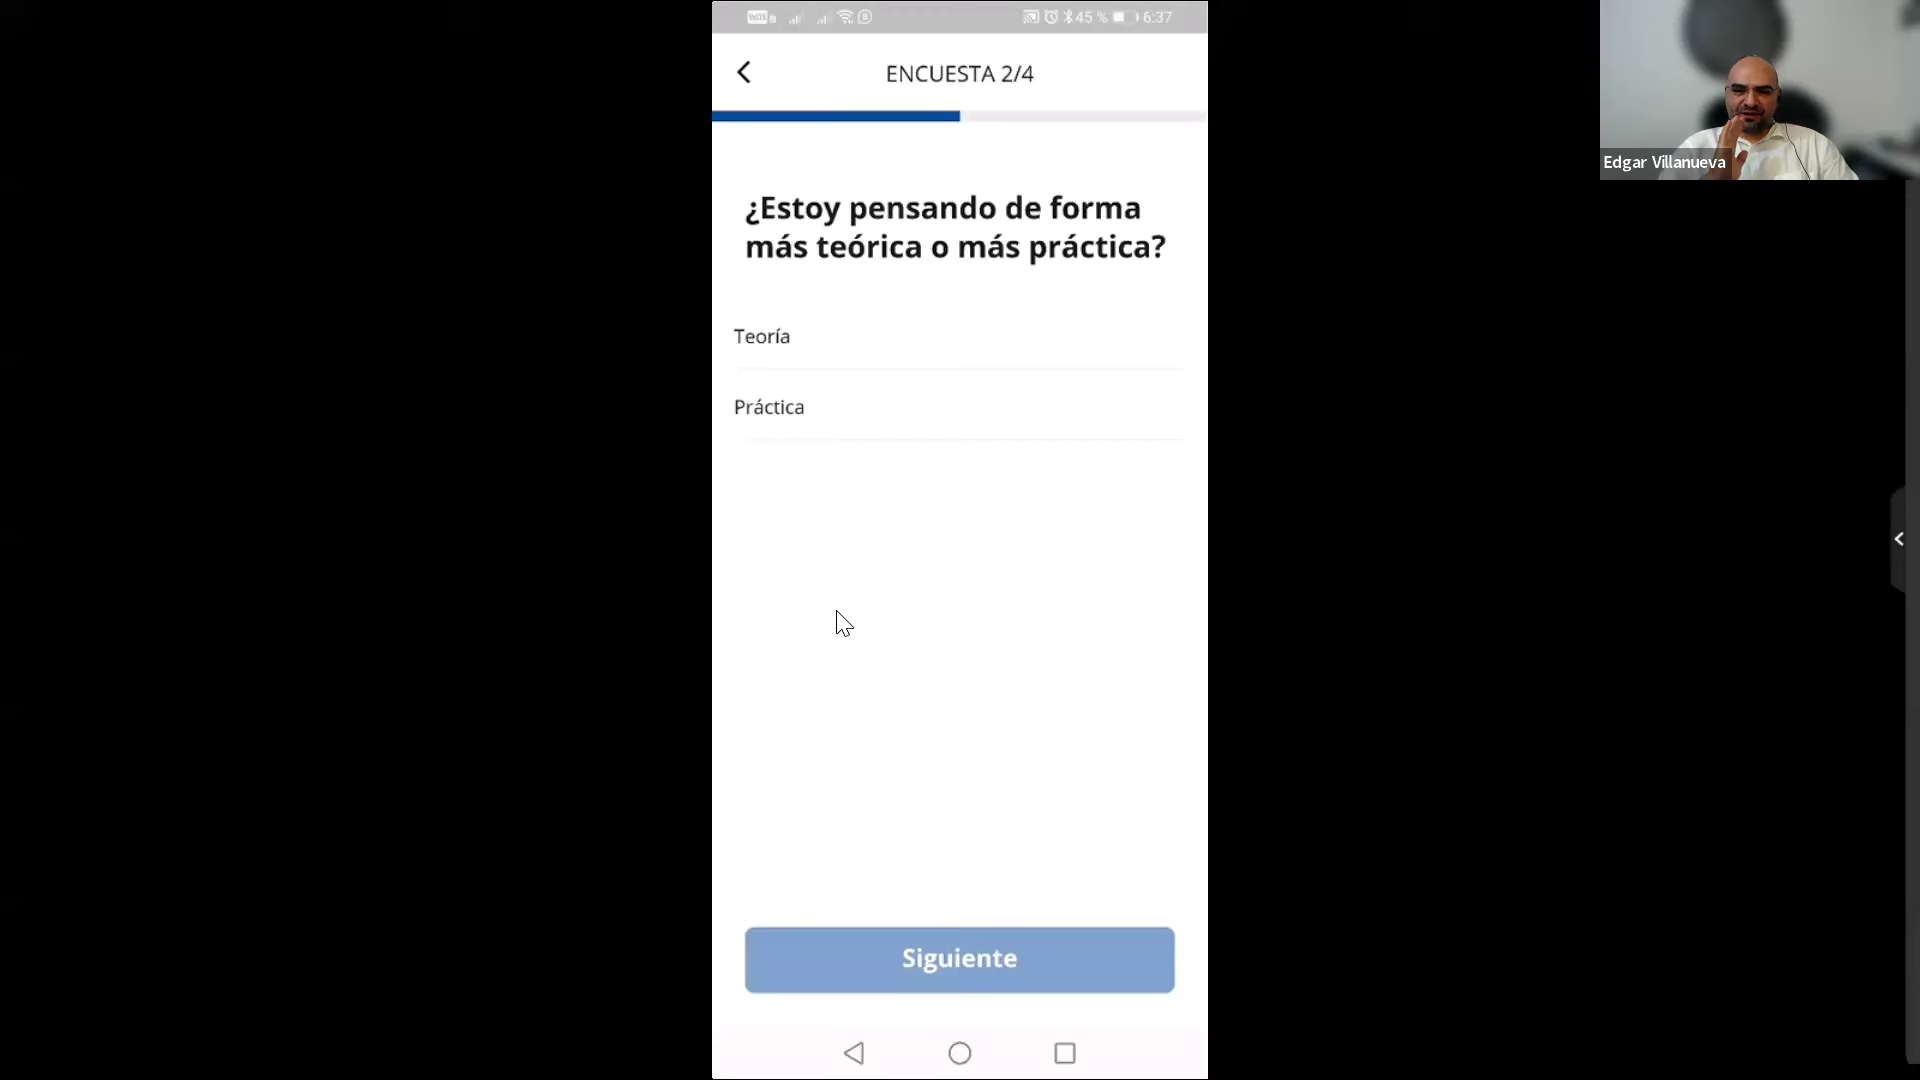 45 % 6:37
ENCUESTA 2/4
Edgar Villanueva
¿Estoy pensando de forma
más teórica o más práctica?
Teoría
Práctica
Siguiente